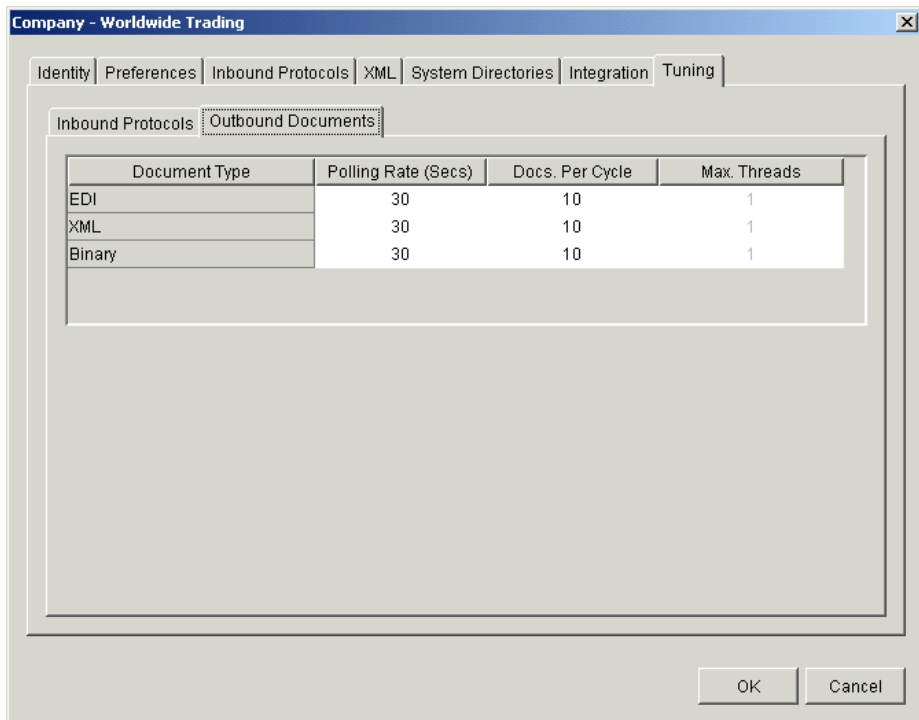 Company - Worldwide Trading
Identity Preferences Inbound Protocols XML System Directories Integration Tuning
Inbound Protocols Outbound Documents
Document Type Polling Rate (Secs) Docs. Per Cycle Max. Threads
EDI 30 10 1
XML 30 10 1
Binary 30 10 1
OK Cancel